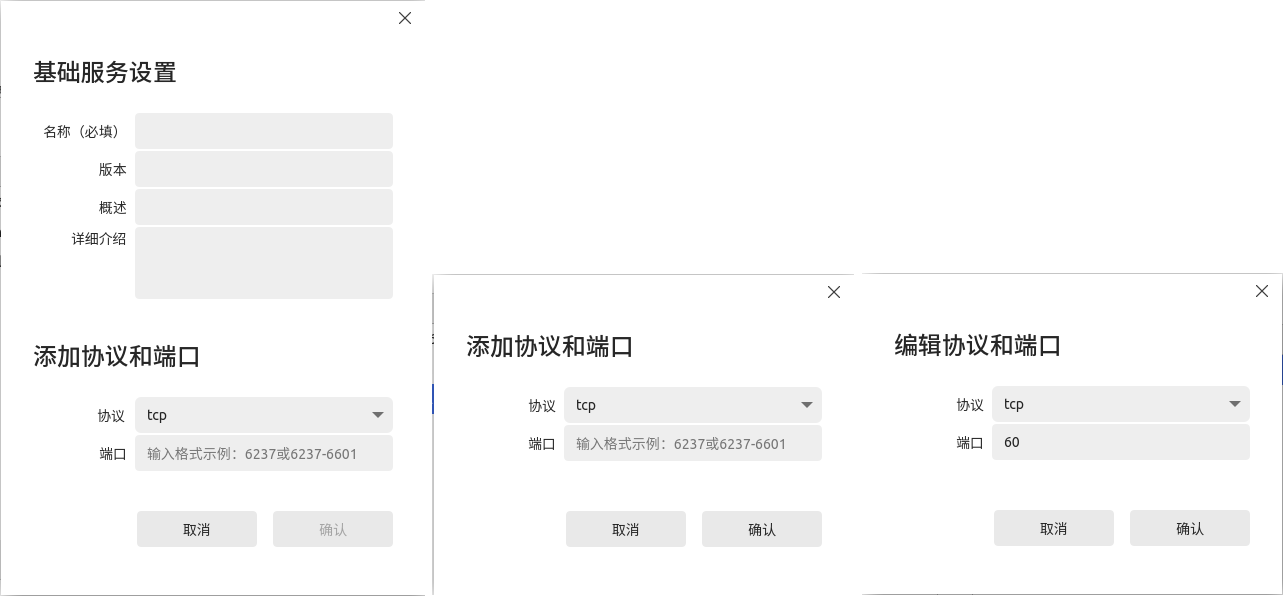 基础服务设置
名称（必填）
版本
概述
详细介绍
添加协议和端口
协议 tcp
端口 输入格式示例：6237或6237-6601
取消 确认
添加协议和端口
协议 tcp
端口 输入格式示例：6237或6237-6601
取消 确认
编辑协议和端口
协议 tcp
端口 60
取消 确认